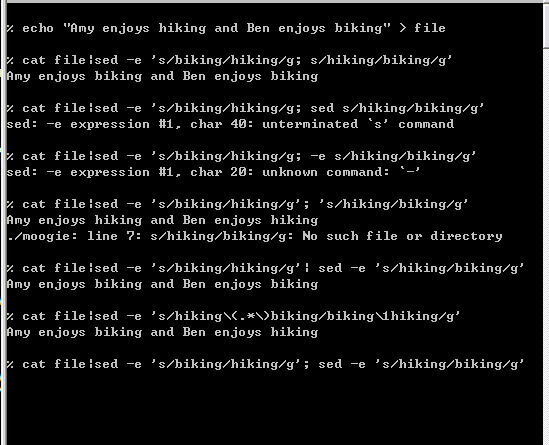 % echo "Amy enjoys hiking and Ben enjoys biking" > file
% cat file|sed -e 's/biking/hiking/g; s/hiking/biking/g'
Amy enjoys biking and Ben enjoys biking
% cat file|sed -e 's/biking/hiking/g; sed s/hiking/biking/g'
sed: -e expression #1, char 40: unterminated `s' command
% cat file|sed -e 's/biking/hiking/g; -e s/hiking/biking/g'
sed: -e expression #1, char 20: unknown command: `-'
% cat file|sed -e 's/biking/hiking/g'; 's/hiking/biking/g'
Amy enjoys hiking and Ben enjoys hiking
./moogie: line 7: s/hiking/biking/g: No such file or directory
% cat file|sed -e 's/biking/hiking/g'| sed -e 's/hiking/biking/g'
Amy enjoys biking and Ben enjoys biking
% cat file|sed -e 's/hiking\(.*\)biking/biking\1hiking/g'
Amy enjoys biking and Ben enjoys hiking
% cat file|sed -e 's/biking/hiking/g'; sed -e 's/hiking/biking/g'